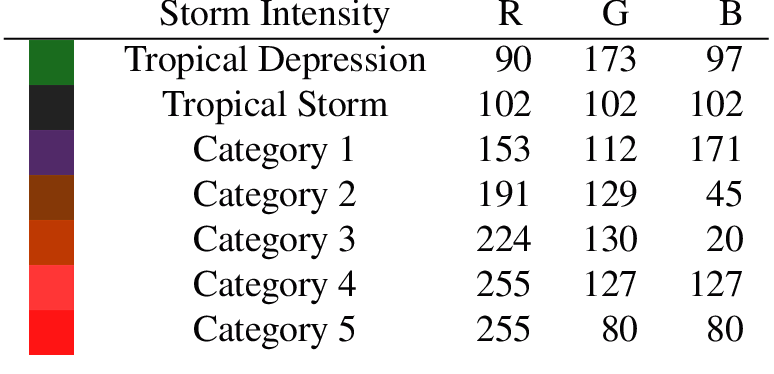 Storm Intensity R G B
Tropical Depression 90 173 97
Tropical Storm 102 102 102
Category 1 153 112 171
Category 2 191 129 45
Category 3 224 130 20
Category 4 255 127 127
Category 5 255 80 80